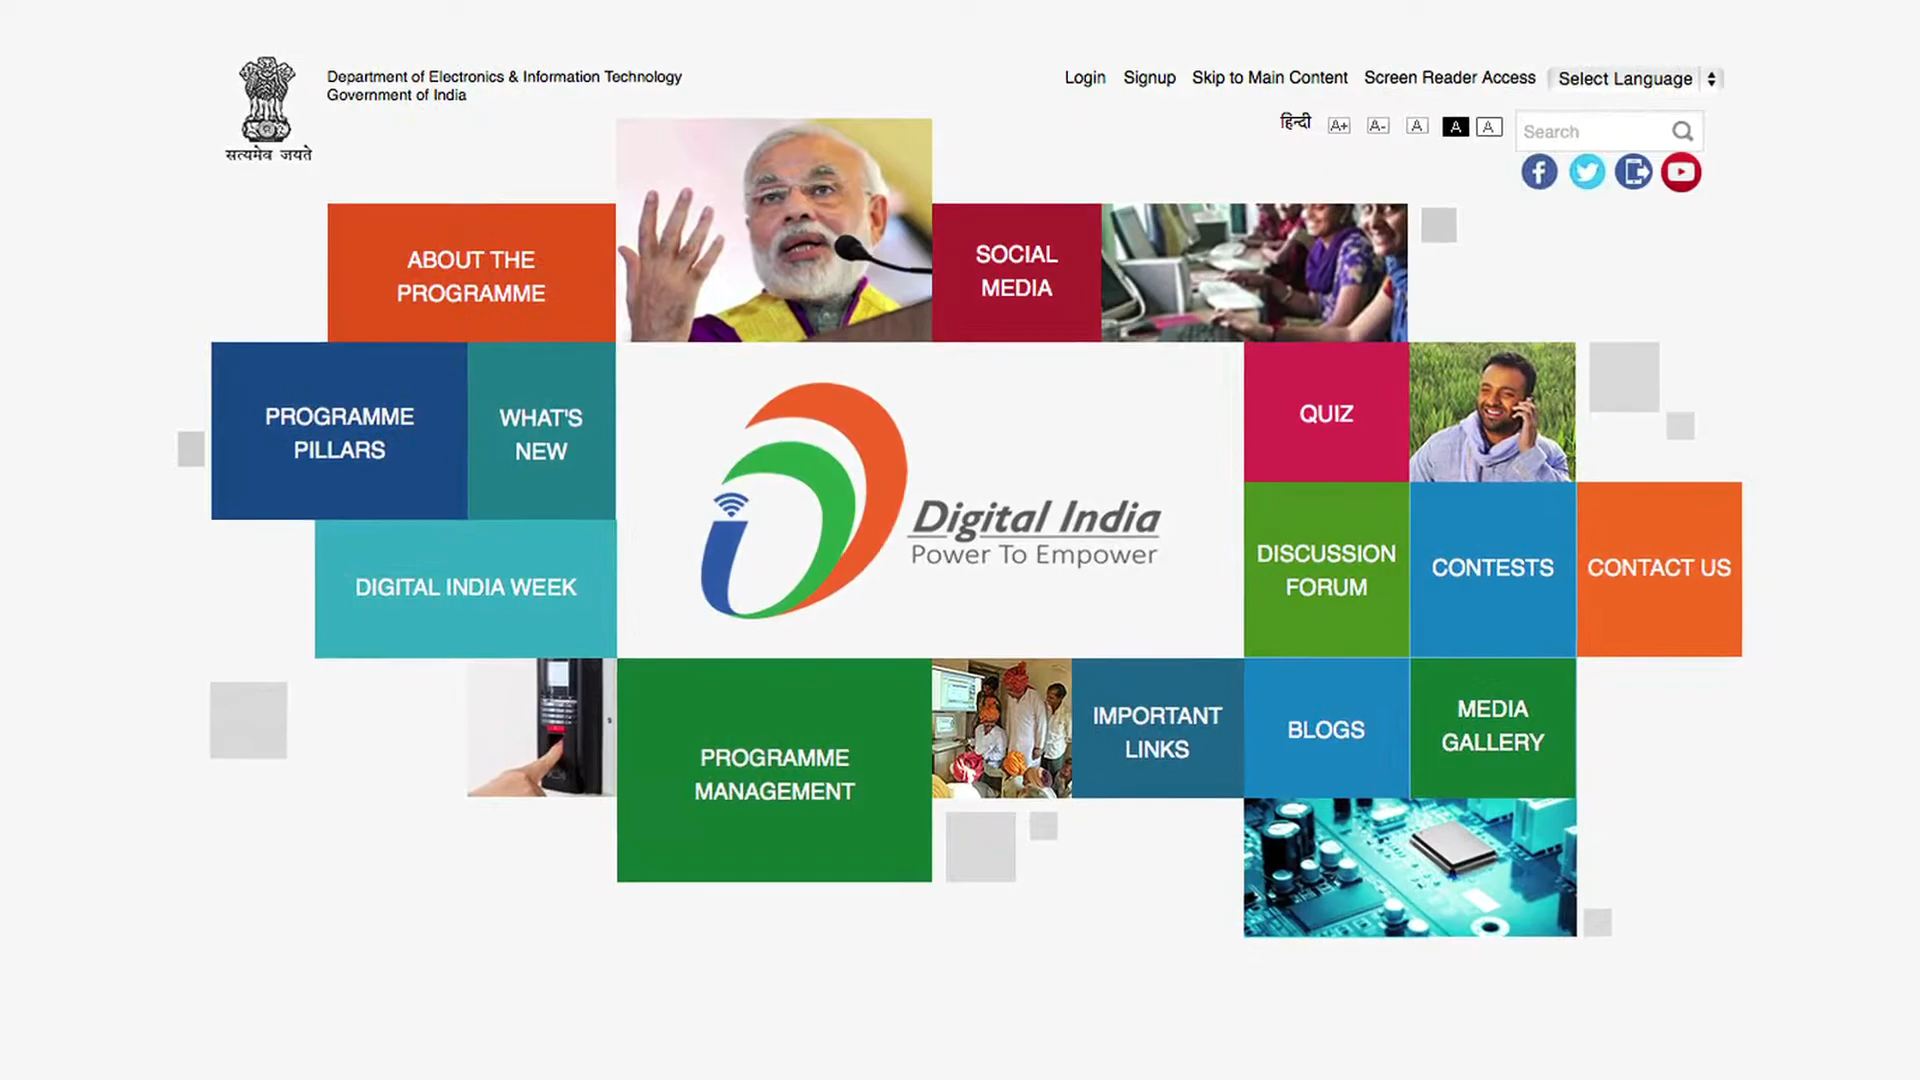 Department of Electronics & Information Technology
Government of India
सत्यमेव जयते
Login Signup Skip to Main Content Screen Reader Access Select Language
हिन्दी A+ A- A A A Search
ABOUT THE
PROGRAMME
SOCIAL
MEDIA
PROGRAMME
PILLARS
WHAT'S
NEW
QUIZ
DIGITAL INDIA WEEK
Digital India
Power To Empower
DISCUSSION
FORUM
CONTESTS
CONTACT US
PROGRAMME
MANAGEMENT
IMPORTANT
LINKS
BLOGS
MEDIA
GALLERY